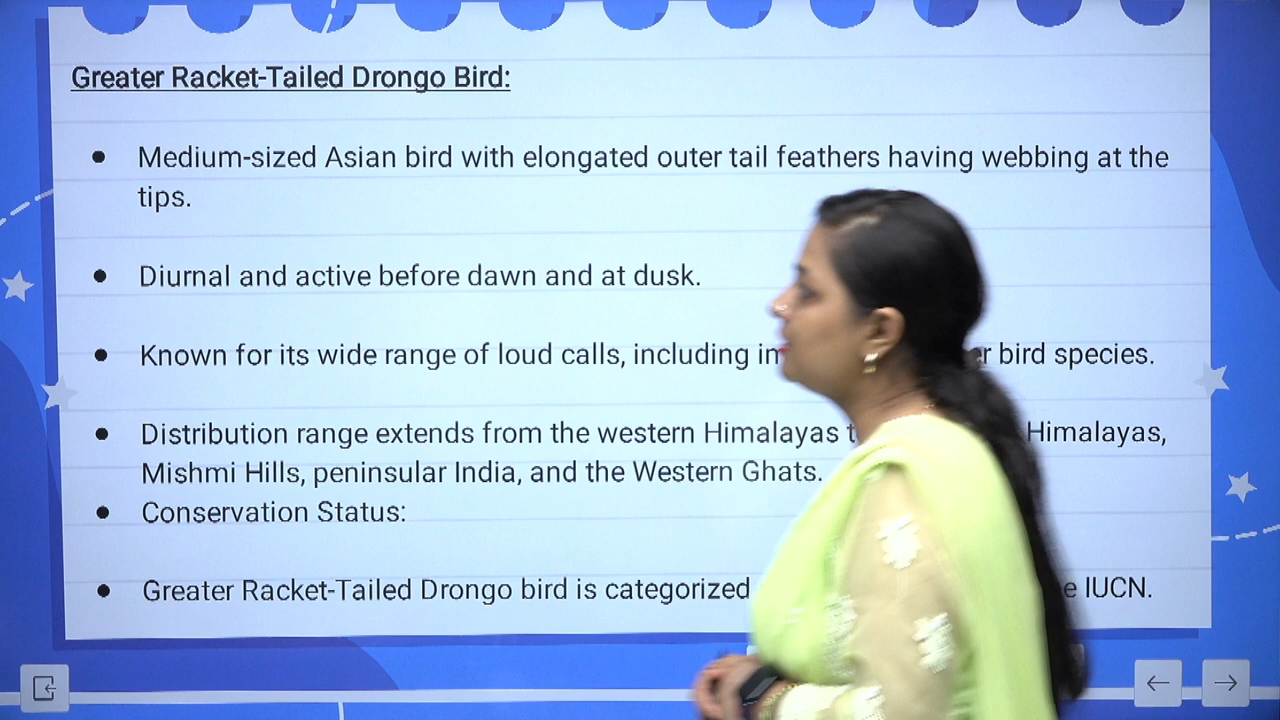 Greater Racket-Tailed Drongo Bird:
Medium-sized Asian bird with elongated outer tail feathers having webbing at the
tips.
Diurnal and active before dawn and at dusk.
Known for its wide range of loud calls, including bird species.
Distribution range extends from the western Himalayas Himalayas,
Mishmi Hills, peninsular India, and the Western Ghats.
Conservation Status:
Greater Racket-Tailed Drongo bird is categorized IUCN.